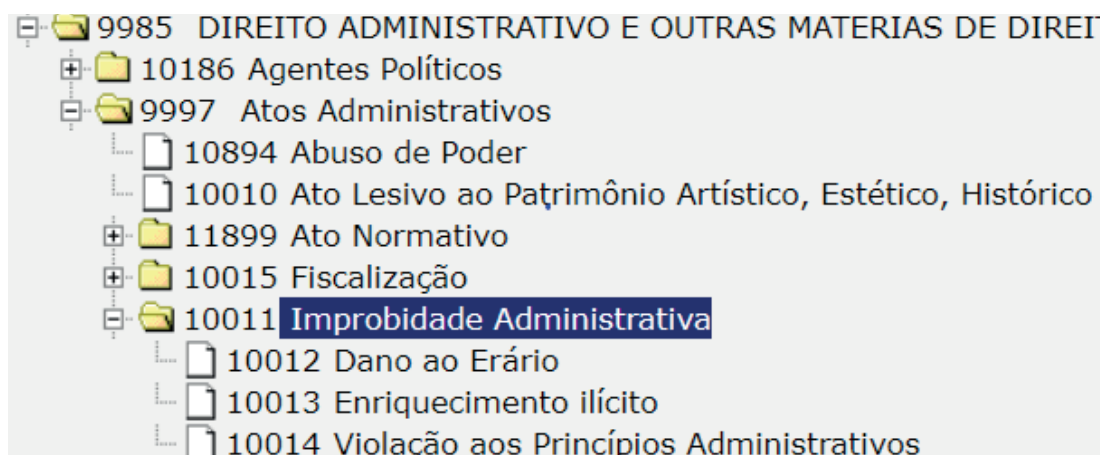 9985 DIREITO ADMINISTRATIVO E OUTRAS MATERIAS DE DIREIT
10186 Agentes Políticos
9997 Atos Administrativos
10894 Abuso de Poder
10010 Ato Lesivo ao Patrimônio Artístico, Estético, Histórico
11899 Ato Normativo
10015 Fiscalização
10011 Improbidade Administrativa
10012 Dano ao Erário
10013 Enriquecimento ilícito
10014 Violação aos Princípios Administrativos